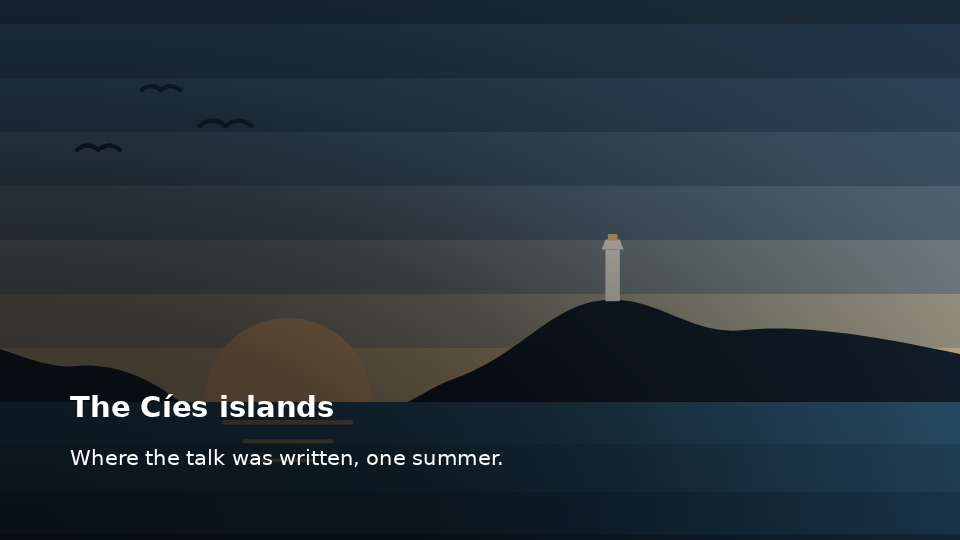 The Cíes islands
Where the talk was written, one summer.